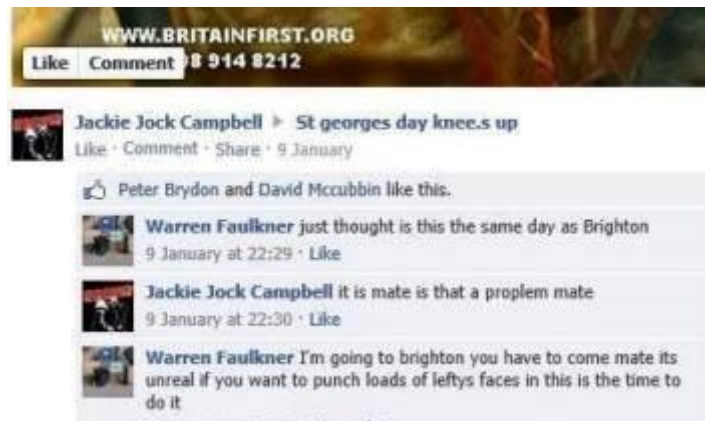 WWW.BRITAINFIRST.ORG
Like Comment 8 914 8212
Jackie Jock Campbell ▸ St georges day knee.s up
Like · Comment · Share · 9 January
Peter Brydon and David Mccubbin like this.
Warren Faulkner just thought is this the same day as Brighton
9 January at 22:29 · Like
Jackie Jock Campbell it is mate is that a proplem mate
9 January at 22:30 · Like
Warren Faulkner I'm going to brighton you have to come mate its
unreal if you want to punch loads of leftys faces in this is the time to
do it